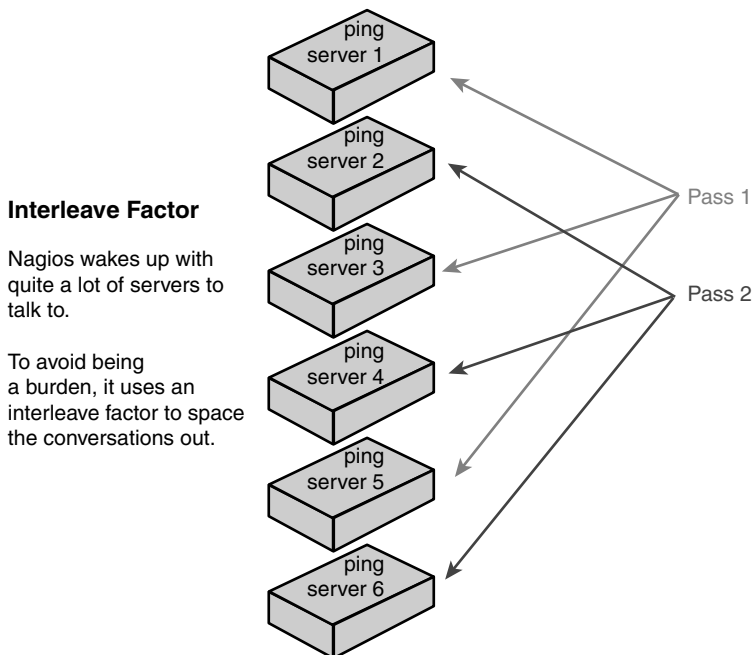 ping
server 1
ping
server 2
Interleave Factor
Pass 1
Nagios wakes up with
quite a lot of servers to
talk to.
ping
server 3
Pass 2
To avoid being
a burden, it uses an
interleave factor to space
the conversations out.
ping
server 4
ping
server 5
ping
server 6